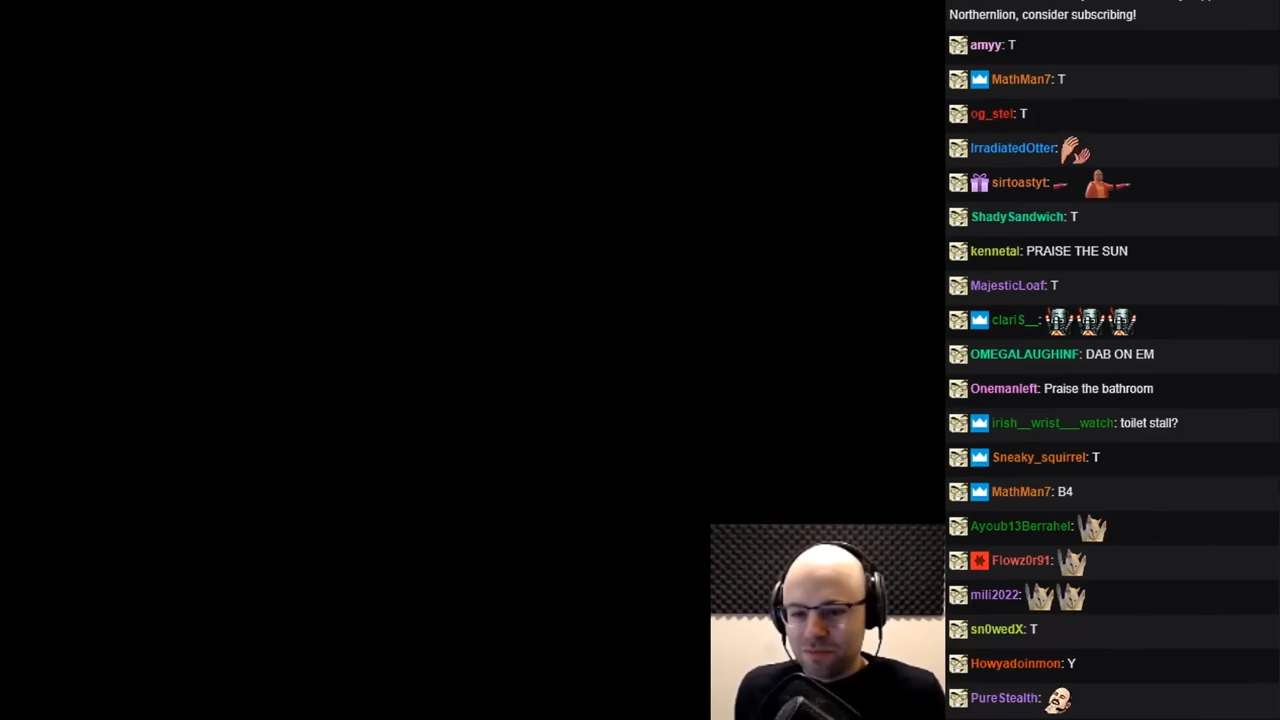 Northernlion, consider subscribing!
amyy: T
MathMan7: T
og_stel: T
IrradiatedOtter:
sirtoastyt:
ShadySandwich: T
kennetal: PRAISE THE SUN
MajesticLoaf: T
clariS__:
OMEGALAUGHINF: DAB ON EM
Onemanleft: Praise the bathroom
irish__wrist___watch: toilet stall?
Sneaky_squirrel: T
MathMan7: B4
Ayoub13Berrahel:
Flowz0r91:
mili2022:
sn0wedX: T
Howyadoinmon: Y
PureStealth: